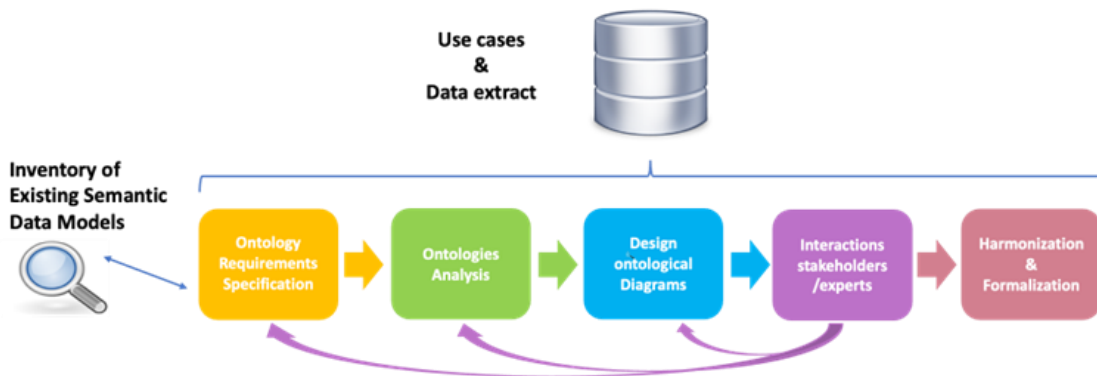 Use cases
&
Data extract
Inventory of
Existing Semantic
Data Models
Ontology
Requirements
Specification
Ontologies
Analysis
Design
ontological
Diagrams
Interactions
stakeholders
/experts
Harmonization
&
Formalization